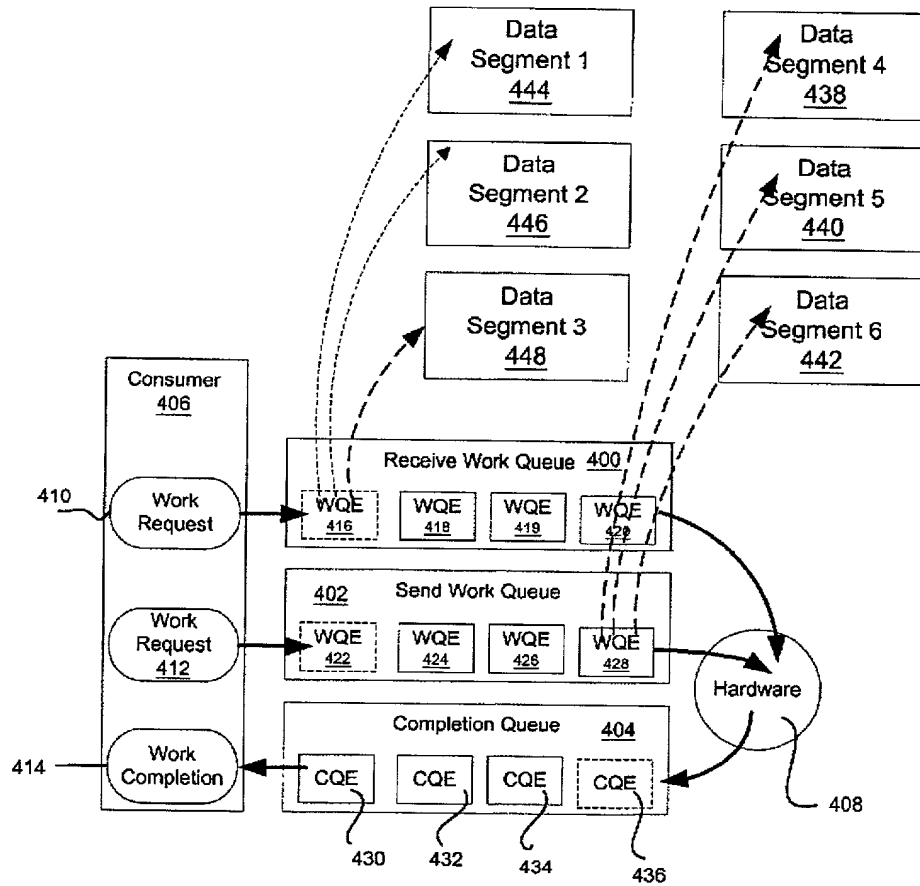 Data
Segment 1
444
Data
Segment 4
438
Data
Segment 2
446
Data
Segment 5
440
Data
Segment 3
448
Data
Segment 6
442
Consumer
406
Receive Work Queue 400
410
Work
Request
WQE
416
WQE
418
WQE
419
WQE
420
402 Send Work Queue
Work
Request
412
WQE
422
WQE
424
WQE
426
WQE
428
Hardware
408
Completion Queue 404
414
Work
Completion
CQE
CQE
CQE
CQE
430
432
434
436